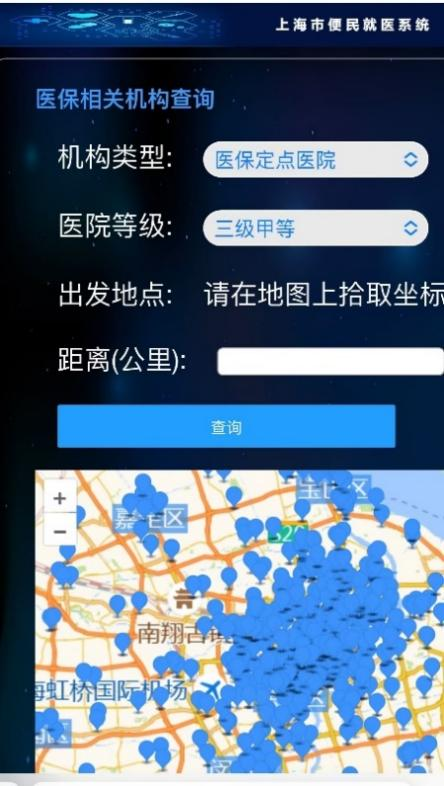 上海市便民就医系统
医保相关机构查询
机构类型:
医保定点医院
医院等级:
三级甲等
出发地点:
请在地图上拾取坐标
距离(公里):
查询
+
−
嘉定区
南翔古镇
虹桥国际机场